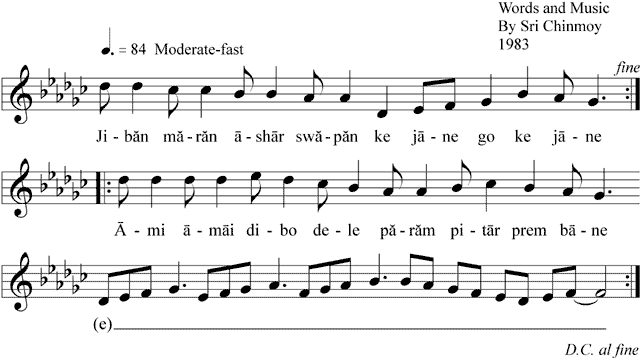 Words and Music
By Sri Chinmoy
1983
♩. = 84 Moderate-fast
fine
Ji - băn mă - răn ā - shār swă - păn ke jā - ne go ke jā - ne
Ā - mi ā - māi di - bo de - le pă - răm pi - tār prem bā - ne
(e)
D.C. al fine